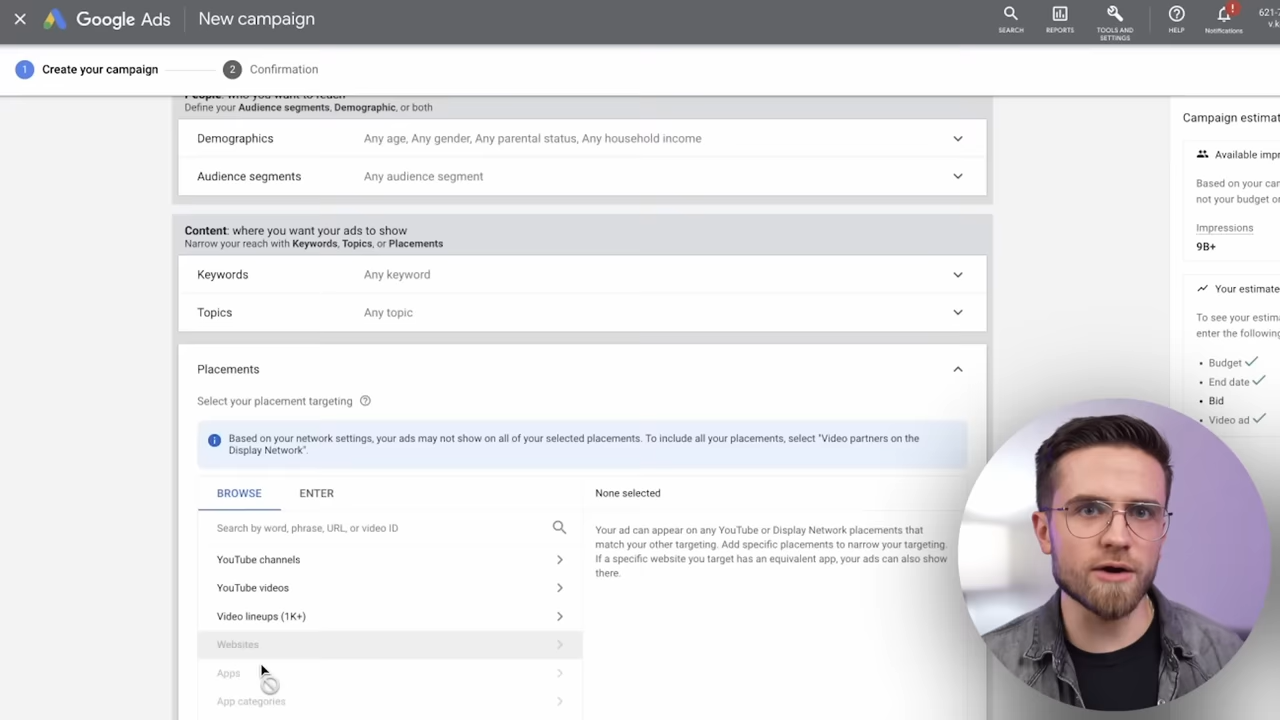 Google Ads New campaign
SEARCH
REPORTS
TOOLS AND
SETTINGS
HELP
!
Notifications
621-7
v.k
1 Create your campaign
2 Confirmation
People: who you want to reach
Define your Audience segments, Demographic, or both
Demographics Any age, Any gender, Any parental status, Any household income
Audience segments Any audience segment
Content: where you want your ads to show
Narrow your reach with Keywords, Topics, or Placements
Keywords Any keyword
Topics Any topic
Placements
Select your placement targeting ?
Based on your network settings, your ads may not show on all of your selected placements. To include all your placements, select "Video partners on the
Display Network".
BROWSE ENTER
Search by word, phrase, URL, or video ID
YouTube channels
YouTube videos
Video lineups (1K+)
Websites
Apps
App categories
None selected
Your ad can appear on any YouTube or Display Network placements that
match your other targeting. Add specific placements to narrow your targeting.
If a specific website you target has an equivalent app, your ads can also show
there.
Campaign estimat
Available impr
Based on your car
not your budget or
Impressions
9B+
Your estimate
To see your estima
enter the following
• Budget ✓
• End date ✓
• Bid
• Video ad ✓